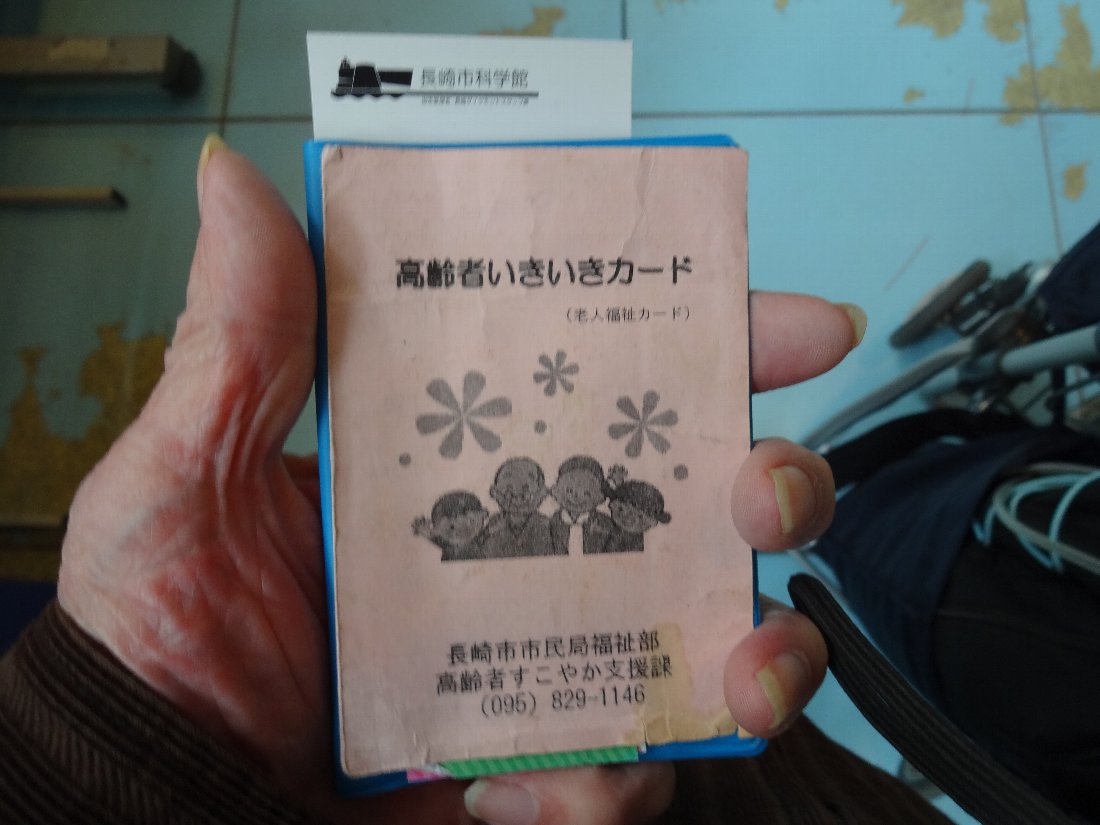 長崎市科学館
高齢者いきいきカード
（老人福祉カード）
長崎市市民局福祉部
高齢者すこやか支援課
(095) 829-1146